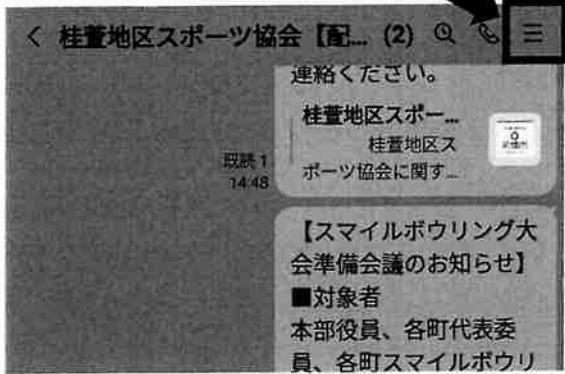 桂萱地区スポーツ協会【配... (2)
連絡ください。
桂萱地区スポー...
桂萱地区ス
ポーツ協会に関す...
既読 1
14:48
【スマイルボウリング大
会準備会議のお知らせ】
■対象者
本部役員、各町代表委
員、各町スマイルボウリ